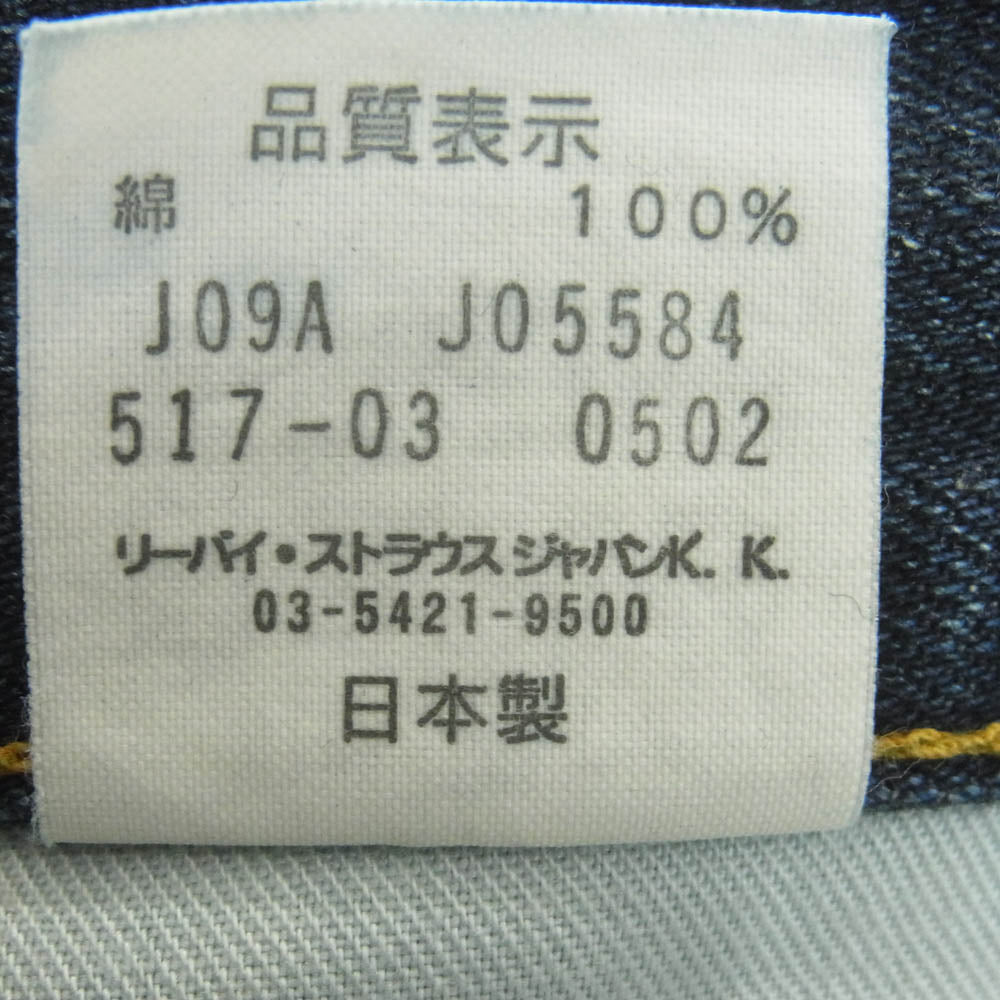 品質表示
綿 100%
J09A J05584
517-03 0502
リーバイ・ストラウス ジャパンK. K.
03-5421-9500
日本製